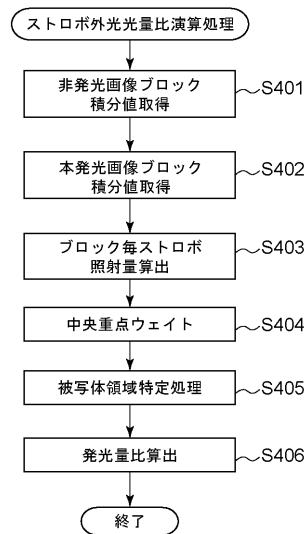 ストロボ外光光量比演算処理
非発光画像ブロック
積分値取得
S401
本発光画像ブロック
積分値取得
S402
ブロック毎ストロボ
照射量算出
S403
中央重点ウェイト
S404
被写体領域特定処理
S405
発光量比算出
S406
終了